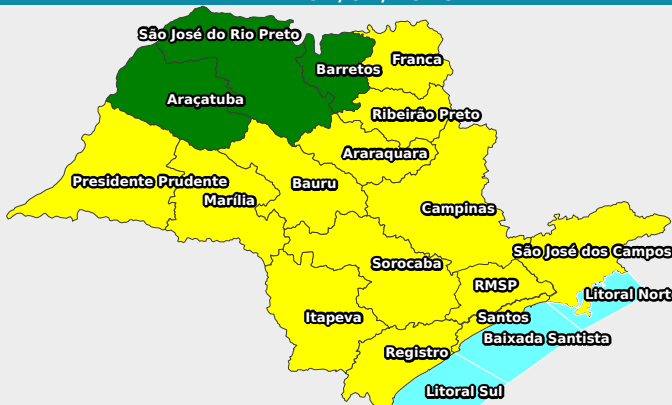 São José do Rio Preto
Franca
Barretos
Araçatuba
Ribeirão Preto
Araraquara
Presidente Prudente
Bauru
Marília
Campinas
São José dos Campos
Sorocaba
RMSP
Litoral Nort
Itapeva
Santos
Baixada Santista
Registro
Litoral Sul